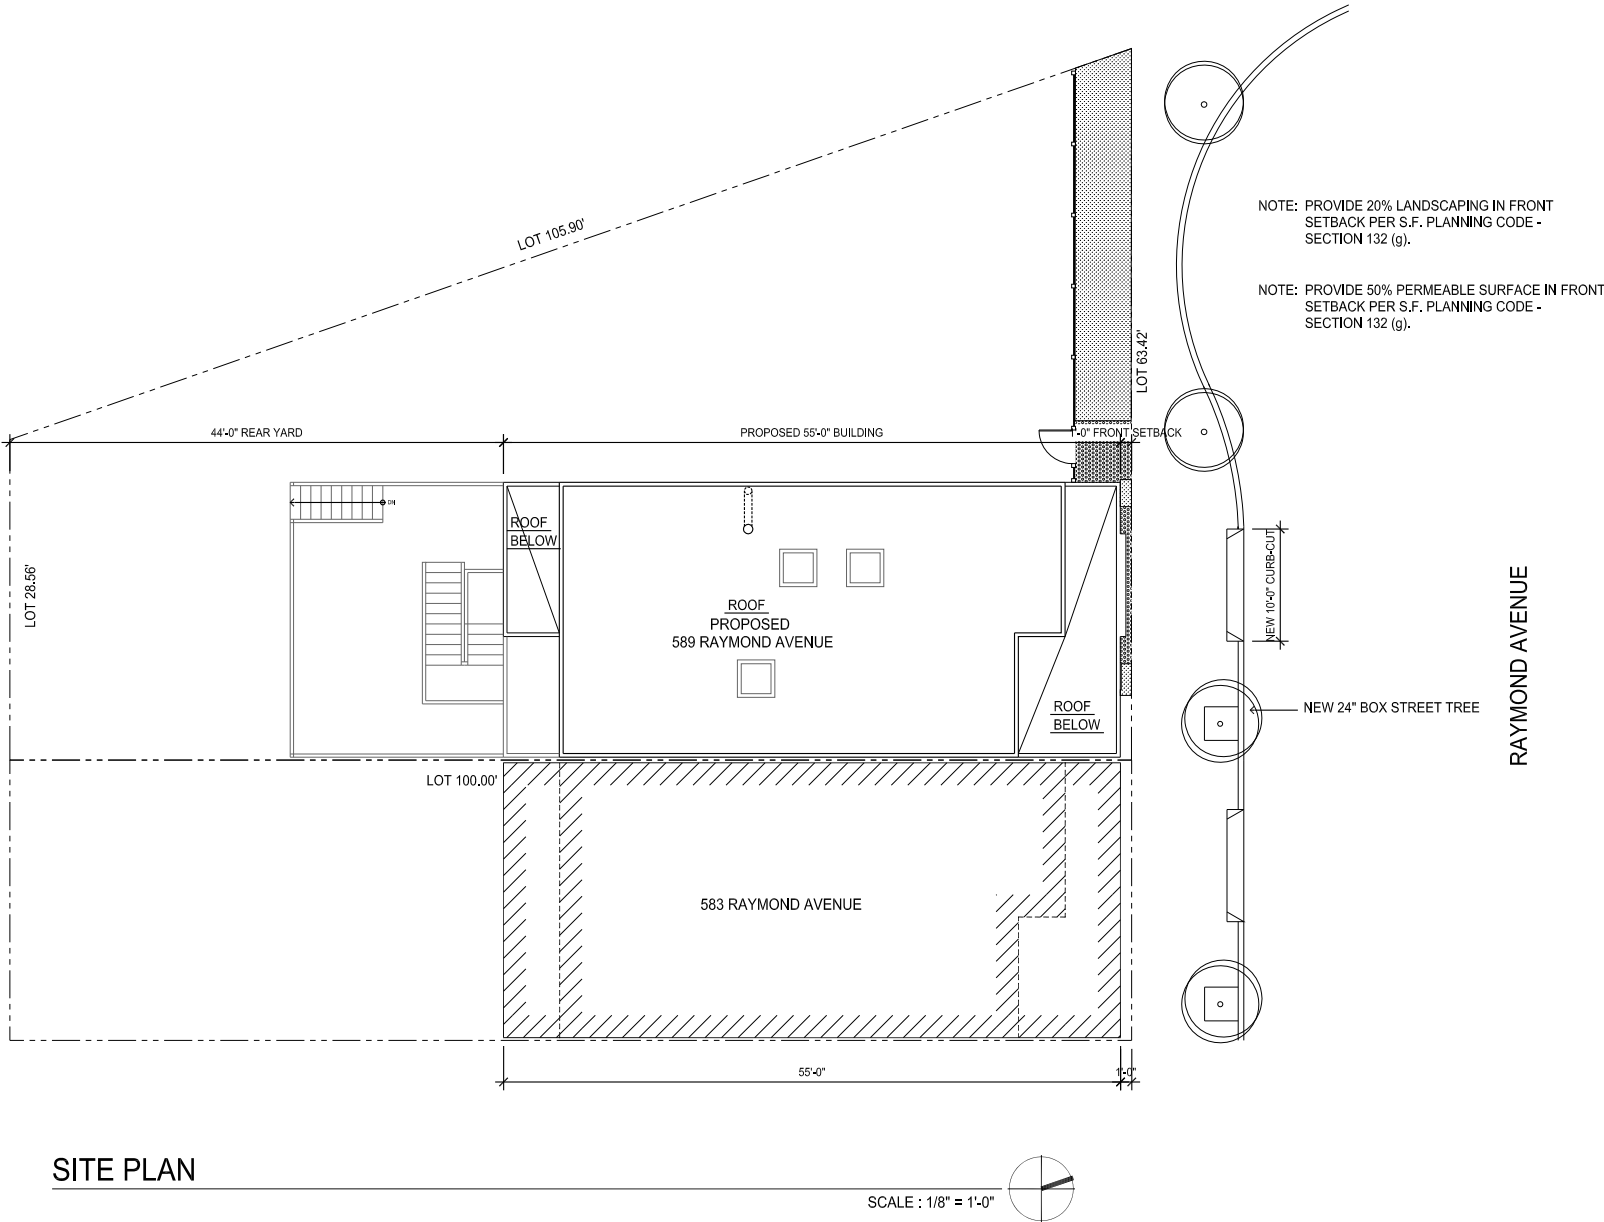 LOT 105.90'
NOTE: PROVIDE 20% LANDSCAPING IN FRONT
SETBACK PER S.F. PLANNING CODE -
SECTION 132 (g).
NOTE: PROVIDE 50% PERMEABLE SURFACE IN FRONT
SETBACK PER S.F. PLANNING CODE -
SECTION 132 (g).
LOT 63.42'
44'-0" REAR YARD
PROPOSED 55'-0" BUILDING
1'-0" FRONT SETBACK
DN
ROOF
BELOW
LOT 28.56'
NEW 10'-0" CURB-CUT
RAYMOND AVENUE
ROOF
PROPOSED
589 RAYMOND AVENUE
ROOF
BELOW
NEW 24" BOX STREET TREE
LOT 100.00'
583 RAYMOND AVENUE
55'-0"
1'-0"
SITE PLAN
SCALE : 1/8" = 1'-0"